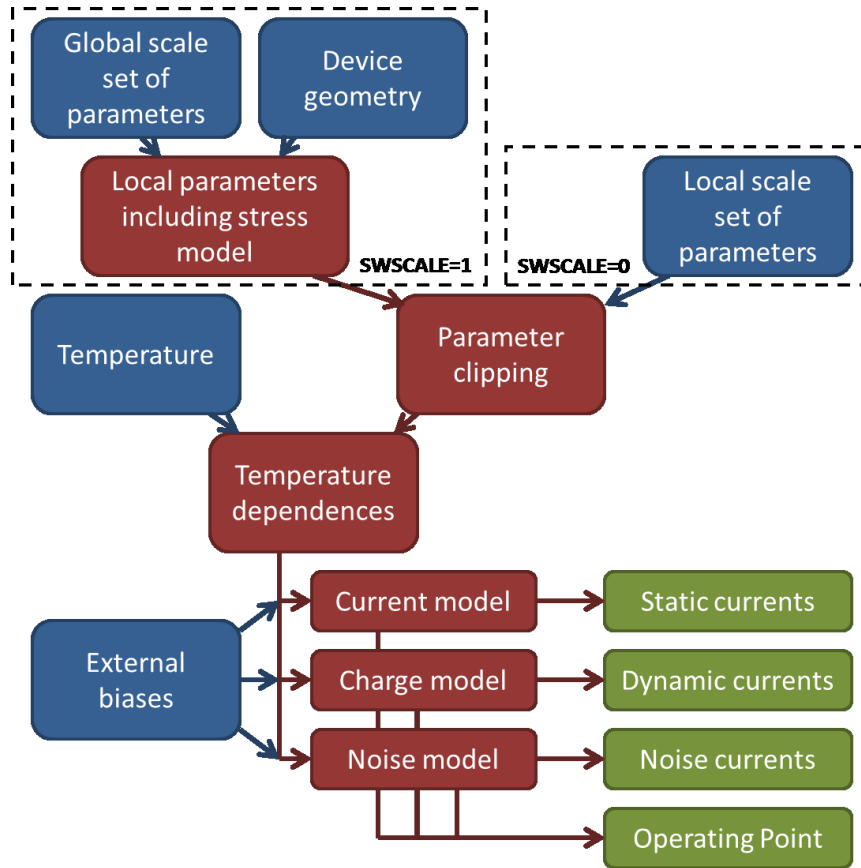 Global scale
set of
parameters
Device
geometry
Local parameters
including stress
model
SWSCALE=1
Local scale
set of
parameters
SWSCALE=0
Temperature
Parameter
clipping
Temperature
dependences
External
biases
Current model
Static currents
Charge model
Dynamic currents
Noise model
Noise currents
Operating Point